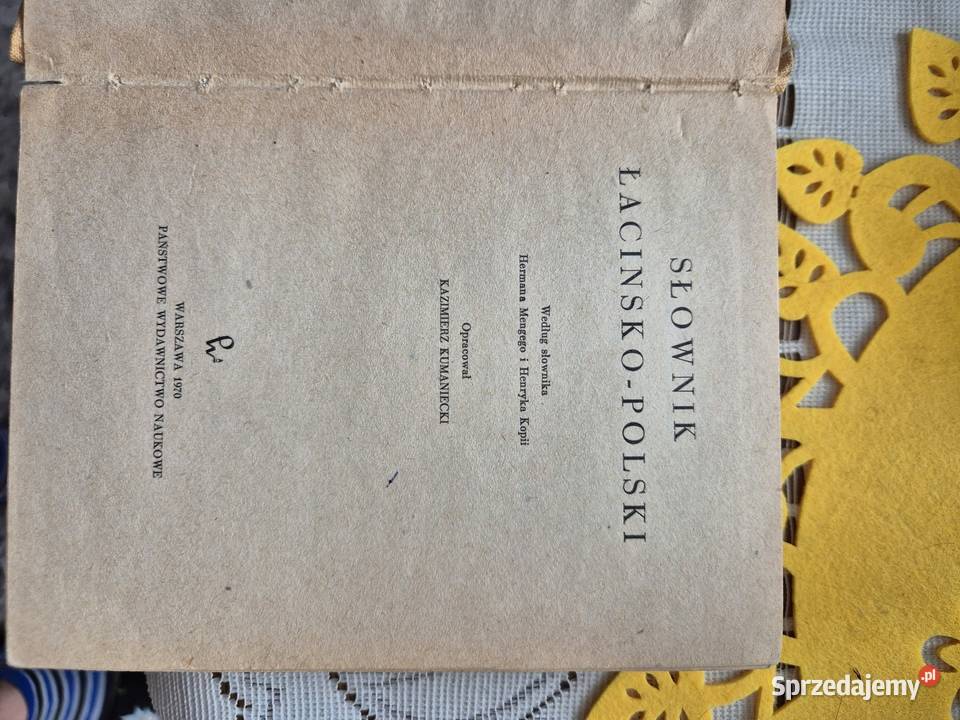 SŁOWNIK
ŁACIŃSKO-POLSKI
Według słownika
Hermana Mengego i Henryka Kopii
Opracował
KAZIMIERZ KUMANIECKI
WARSZAWA 1970
PAŃSTWOWE WYDAWNICTWO NAUKOWE
Sprzedajemy.pl